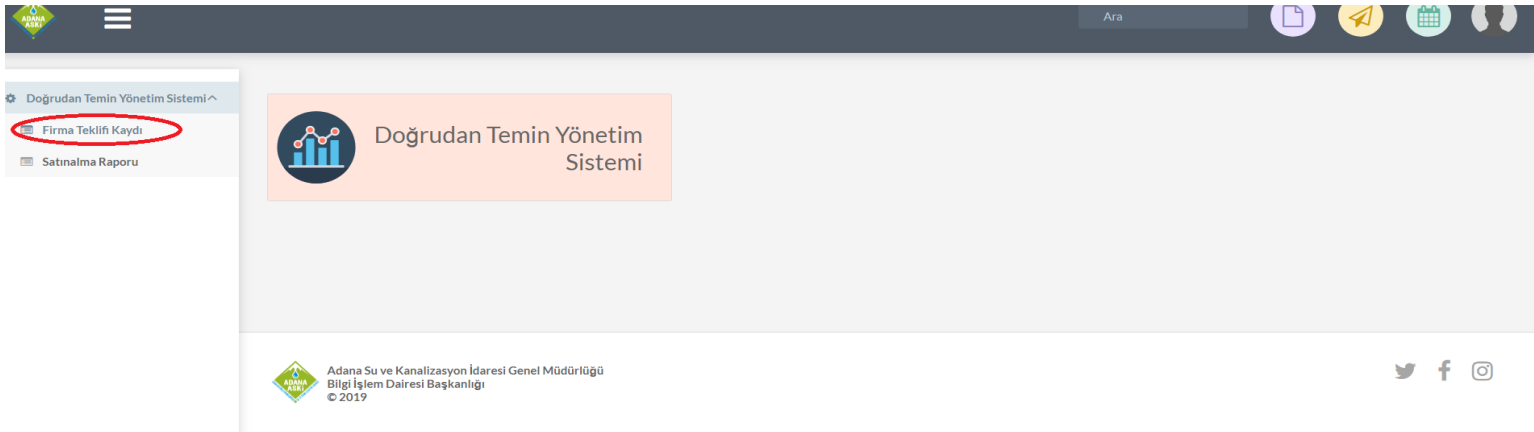 ADANA
ASKİ
Ara
Doğrudan Temin Yönetim Sistemi
Firma Teklifi Kaydı
Satınalma Raporu
Doğrudan Temin Yönetim
Sistemi
ADANA
ASKİ
Adana Su ve Kanalizasyon İdaresi Genel Müdürlüğü
Bilgi İşlem Dairesi Başkanlığı
© 2019